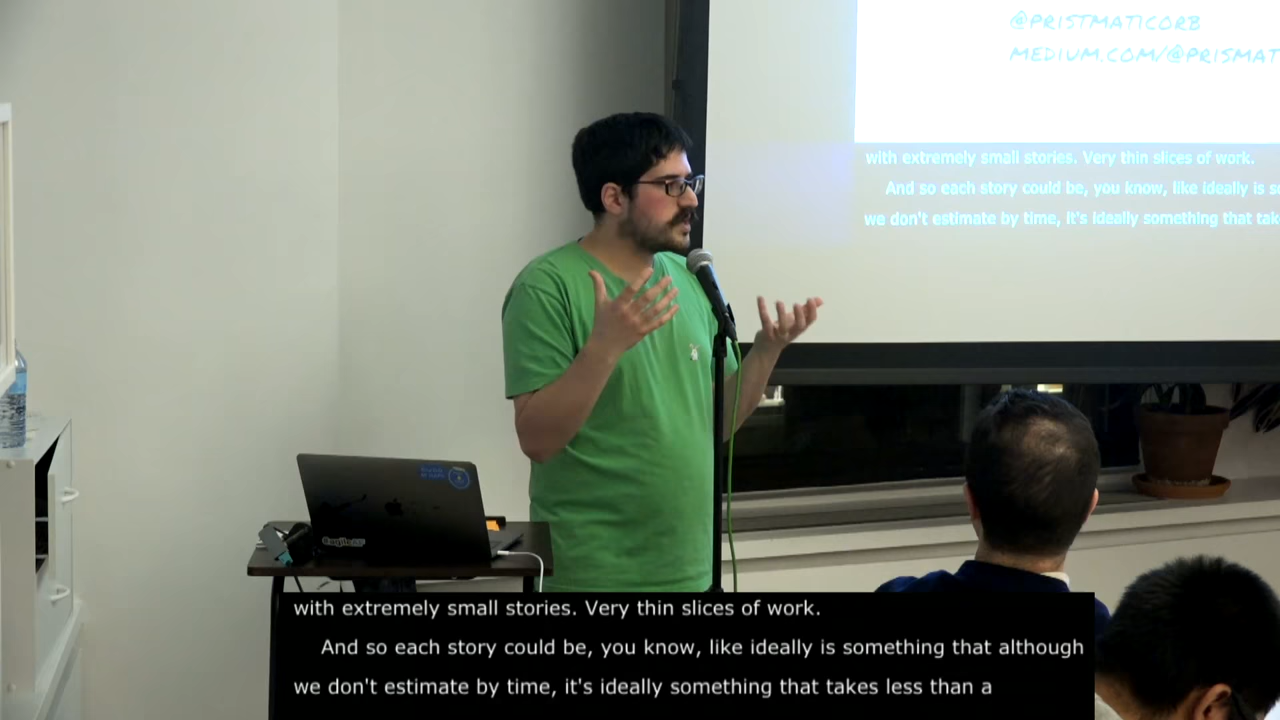 @PRISTMATICORB
MEDIUM.COM/@PRISMAT
with extremely small stories. Very thin slices of work.
And so each story could be, you know, like ideally is so
we don't estimate by time, it's ideally something that tak
with extremely small stories. Very thin slices of work.
And so each story could be, you know, like ideally is something that although
we don't estimate by time, it's ideally something that takes less than a